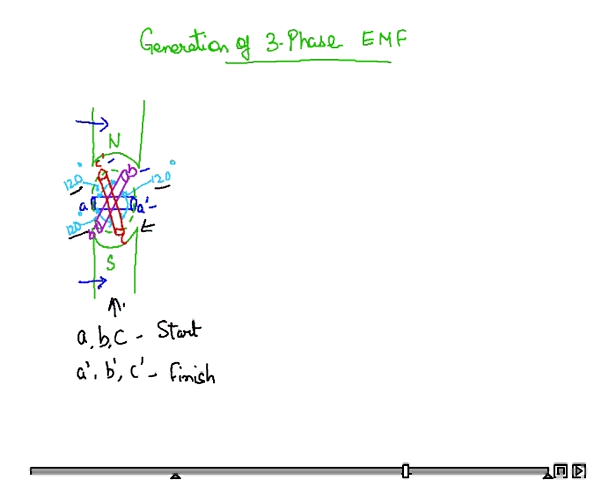 Generation of 3-Phase EMF
N
c' b
120° 120°
a a'
120°
b' c
S
a, b, c - Start
a', b', c' - Finish